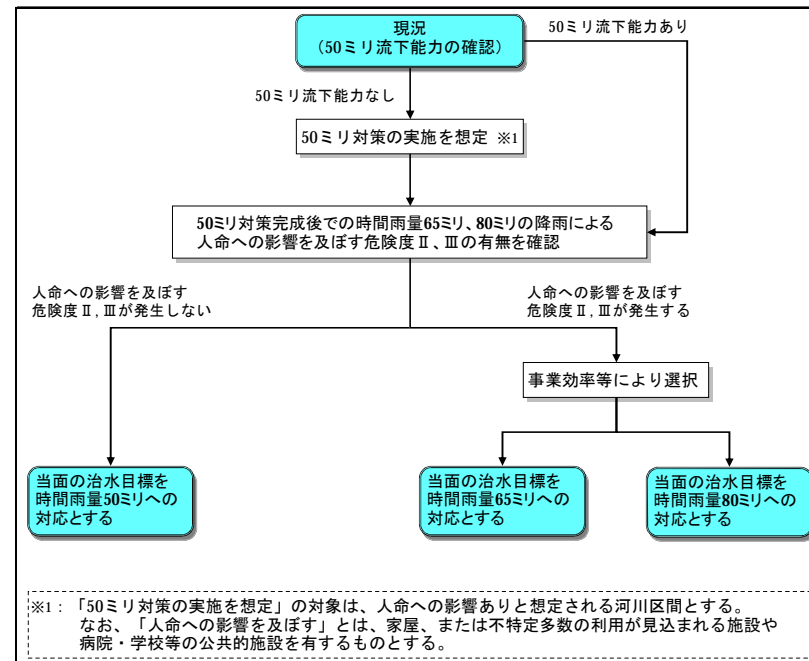 現況
（50ミリ流下能力の確認）
50ミリ流下能力あり
50ミリ流下能力なし
50ミリ対策の実施を想定 ※1
50ミリ対策完成後での時間雨量65ミリ、80ミリの降雨による
人命への影響を及ぼす危険度Ⅱ、Ⅲの有無を確認
人命への影響を及ぼす
危険度Ⅱ,Ⅲが発生しない
人命への影響を及ぼす
危険度Ⅱ,Ⅲが発生する
事業効率等により選択
当面の治水目標を
時間雨量50ミリへの
対応とする
当面の治水目標を
時間雨量65ミリへの
対応とする
当面の治水目標を
時間雨量80ミリへの
対応とする
※1：「50ミリ対策の実施を想定」の対象は、人命への影響ありと想定される河川区間とする。
なお、「人命への影響を及ぼす」とは、家屋、または不特定多数の利用が見込まれる施設や
病院・学校等の公共的施設を有するものとする。